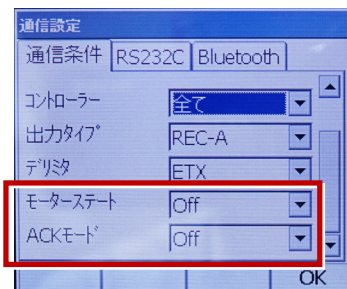 通信設定
通信条件 RS232C Bluetooth
コントローラー 全て
出力ﾀｲﾌﾟ REC-A
ﾃﾞﾘﾐﾀ ETX
ﾓｰﾀｰｽﾃｰﾄ Off
ACKﾓｰﾄﾞ Off
OK